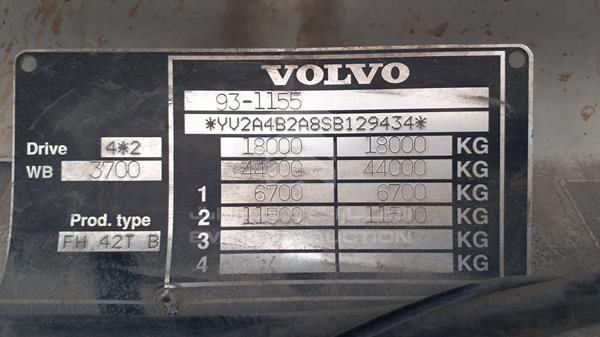 VOLVO
93-1155
*YV2A4B2A8SB129434*
Drive 4*2 18000 18000 KG
WB 3700 44000 44000 KG
1 6700 6700 KG
Prod. type 2 11500 11500 KG
FH 42T B 3 KG
4 KG